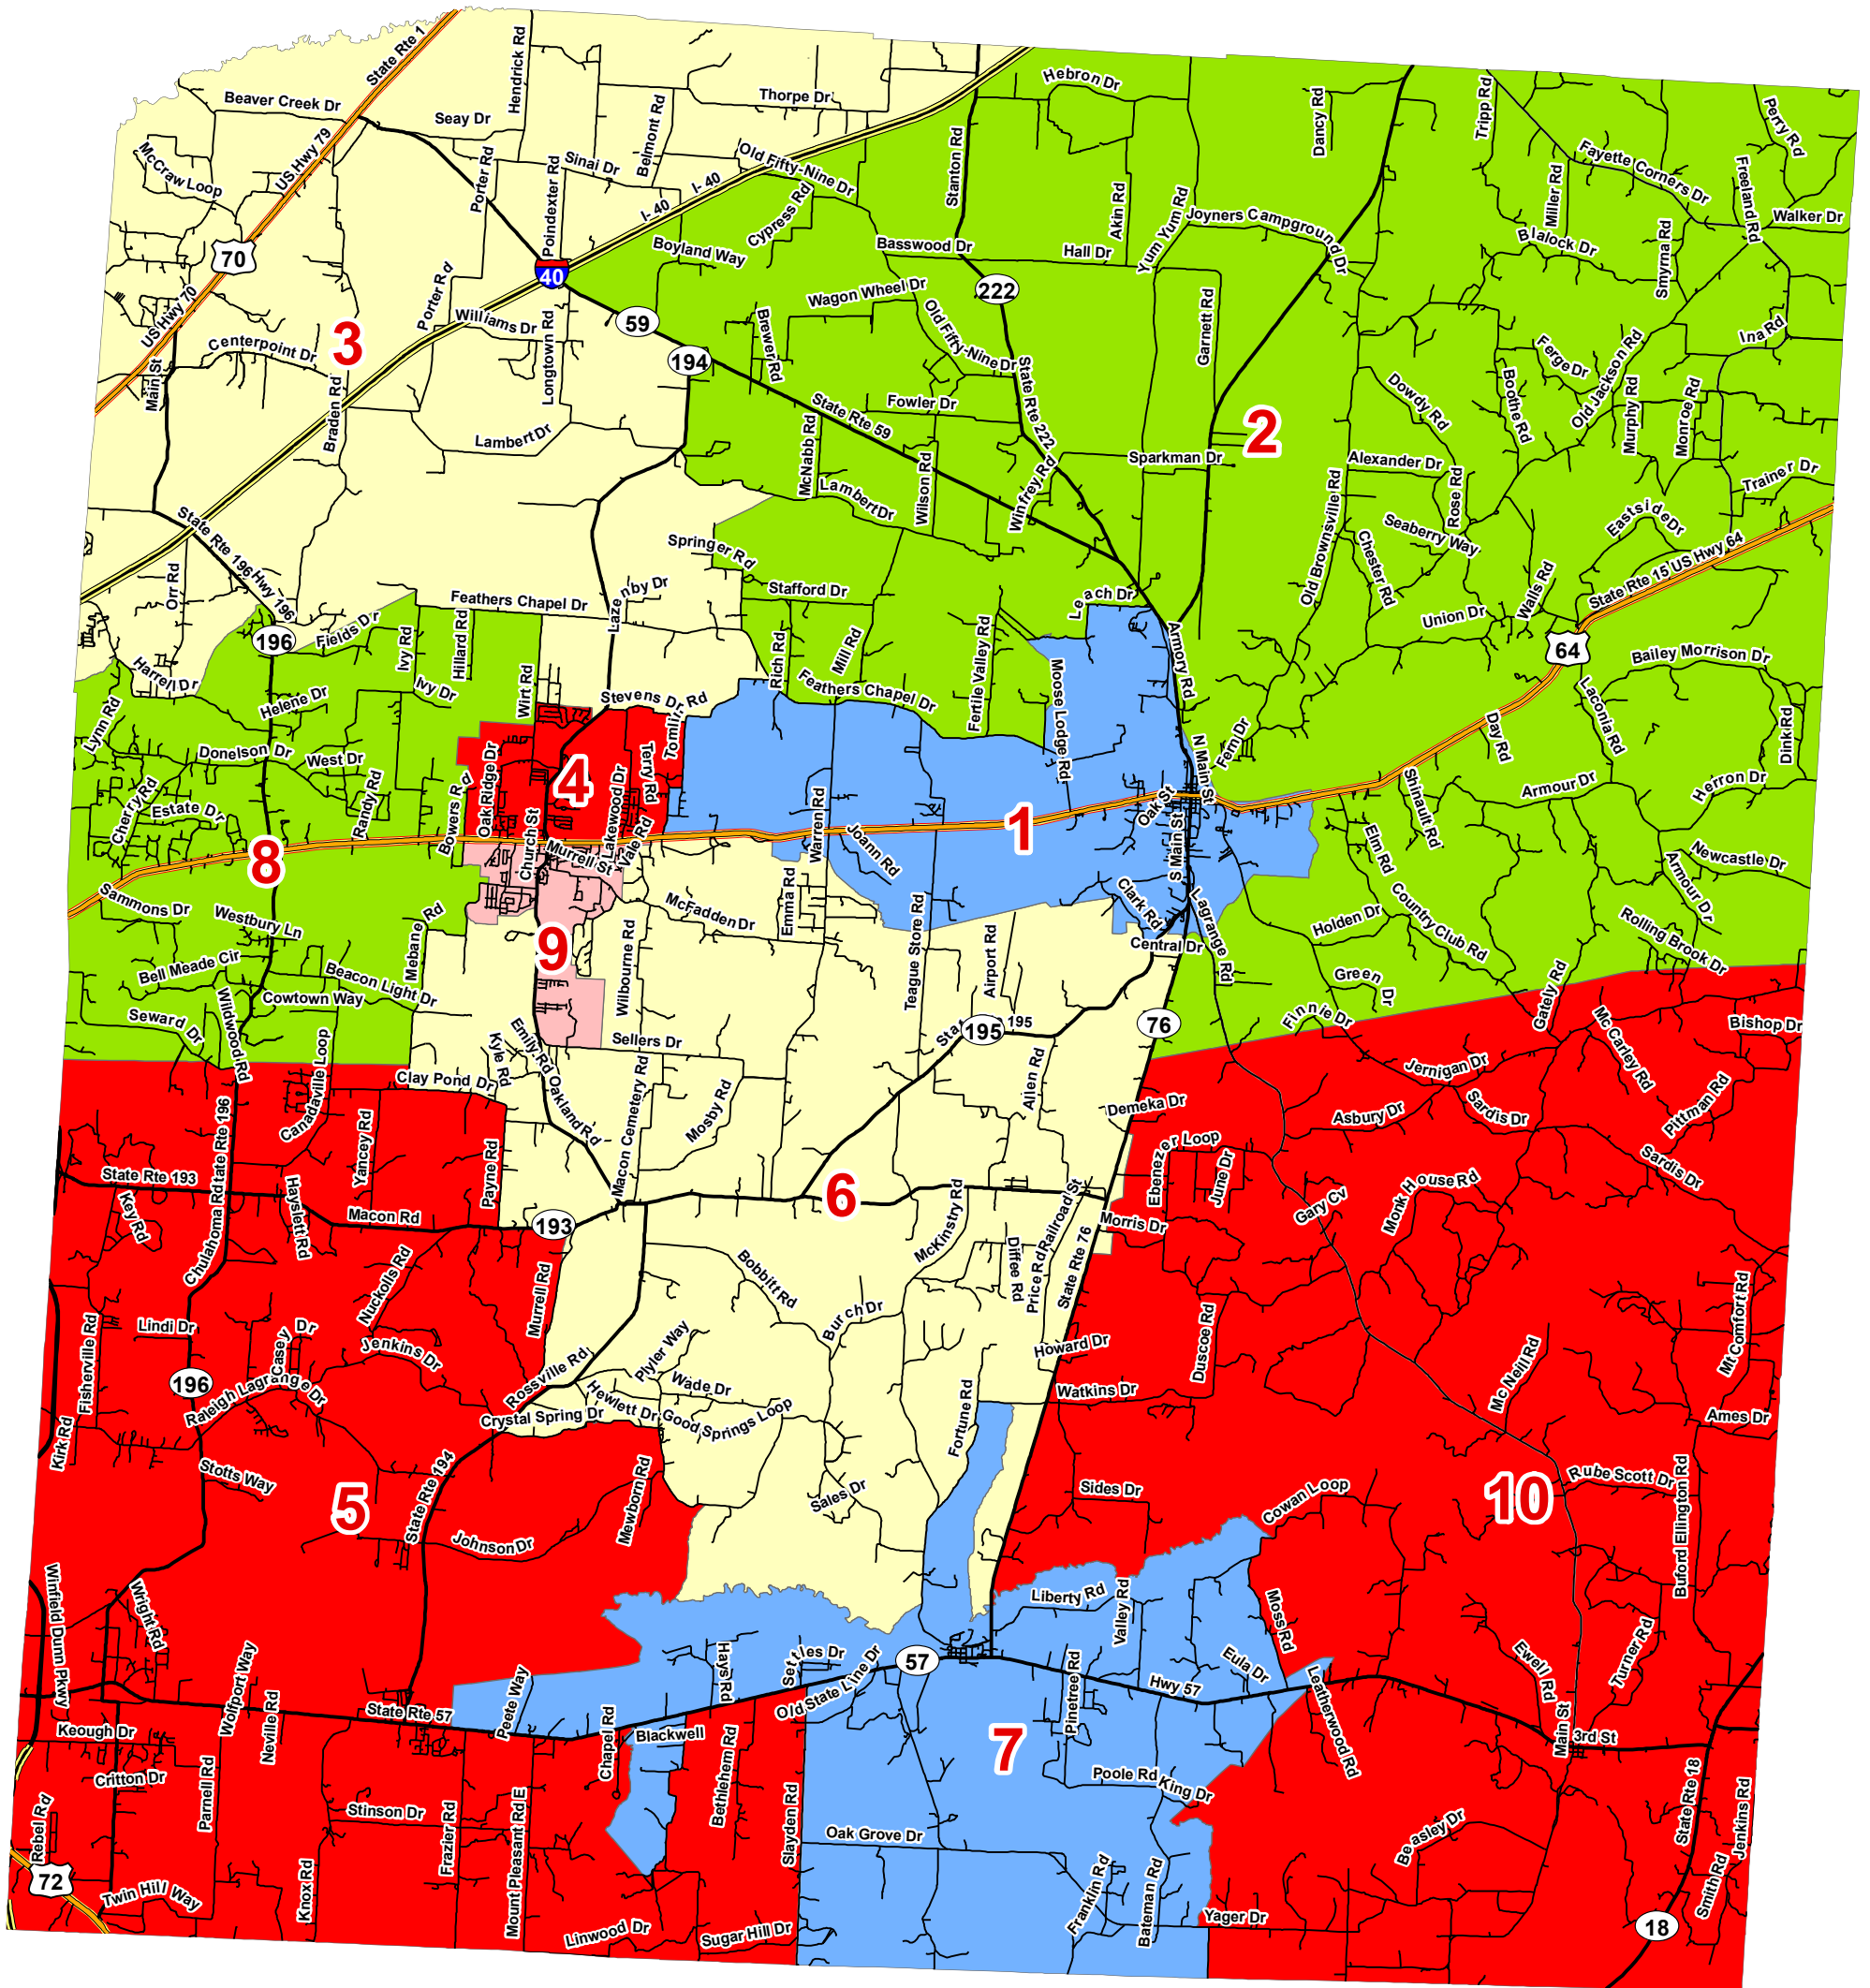 State Rte 1
Hendrick Rd
Beaver Creek Dr
Seay Dr
Thorpe Dr
Hebron Dr
Belmont Rd
Dancy Rd
Tripp Rd
Perry Rd
McCraw Loop
US Hwy 79
Porter Rd
Poindexter Rd
Sinai Dr
I- 40
I- 40
Old Fifty-Nine Dr
Stanton Rd
Fayette Corners Dr
Miller Rd
Freeland Rd
Walker Dr
Cypress Rd
Akin Rd
Yum Yum Rd
Joyners Campground Dr
Blalock Dr
Smyrna Rd
70
40
Boyland Way
Basswood Dr
Hall Dr
222
US Hwy 70
Porter Rd
Williams Dr
Longtown Rd
59
Wagon Wheel Dr
Brewer Rd
Old Fifty-Nine Dr
Garnett Rd
3
Centerpoint Dr
194
Ina Rd
Ferge Dr
Old Jackson Rd
Main St
Braden Rd
State Rte 59
Fowler Dr
State Rte 222
2
Dowdy Rd
Boothe Rd
Murphy Rd
Monroe Rd
Lambert Dr
McNabb Rd
Wilson Rd
Winfrey Rd
Sparkman Dr
Alexander Dr
Rose Rd
Trainer Dr
Lambert Dr
Old Brownsville Rd
Seaberry Way
Eastside Dr
State Rte 196
Hwy 196
Springer Rd
Chester Rd
State Rte 15 US Hwy 64
Orr Rd
Feathers Chapel Dr
Lazenby Dr
Stafford Dr
Leach Dr
Union Dr
Walls Rd
196
Fields Dr
Ivy Rd
Hillard Rd
Rich Rd
Mill Rd
Fertile Valley Rd
Armory Rd
64
Bailey Morrison Dr
Harrell Dr
Helene Dr
Ivy Dr
Wirt Rd
Stevens Dr
Tomlin Rd
Feathers Chapel Dr
Moose Lodge Rd
Laconia Rd
Lynn Rd
Donelson Dr
West Dr
Randy Rd
Oak Ridge Dr
4
Terry Rd
Lakewood Dr
N Main St
Fern Dr
Day Rd
Dink Rd
Cherry Rd
Estate Dr
Bowers Rd
Church St
Vale Rd
Warren Rd
1
Oak St
S Main St
Shinault Rd
Armour Dr
Herron Dr
8
Murrell St
Joann Rd
Elm Rd
Armour Dr
Newcastle Dr
Sammons Dr
Westbury Ln
Mebane Rd
9
McFadden Dr
Emma Rd
Clark Rd
Lagrange Rd
Country Club Rd
Holden Dr
Rolling Brook Dr
Bell Meade Cir
Beacon Light Dr
Wilbourne Rd
Teague Store Rd
Airport Rd
Central Dr
Green Dr
Gately Rd
Seward Dr
Wildwood Rd
Cowtown Way
Sellers Dr
195
195
76
Finnie Dr
McCarley Rd
Bishop Dr
Canadaville Loop
Clay Pond Dr
Kyle Rd
Emily Rd
Oakland Rd
Macon Cemetery Rd
Mosby Rd
Allen Rd
Demeka Dr
Jernigan Dr
Asbury Dr
Sardis Dr
Pittman Rd
State Rte 196
Yancey Rd
Payne Rd
State Rte 193
Key Rd
Chulahoma Rd
Hayslett Rd
Macon Rd
193
6
McKinstry Rd
Railroad St
Ebenezer Loop
June Dr
Gary Cv
Monk House Rd
Sardis Dr
Morris Dr
Nuckolls Rd
Murrell Rd
Bobbitt Rd
Burch Dr
Diffee Rd
Price Rd
State Rte 76
Fisherville Rd
Lindi Dr
Casey Dr
Jenkins Dr
Plyler Way
Howard Dr
Duscoe Rd
Mc Neill Rd
Mt Comfort Rd
196
Raleigh Lagrange Dr
Rossville Rd
Crystal Spring Dr
Hewlett Dr
Wade Dr
Good Springs Loop
Fortune Rd
Watkins Dr
Ames Dr
Kirk Rd
Stotts Way
State Rte 194
Mewborn Rd
Sales Dr
Sides Dr
Cowan Loop
10
Rube Scott Dr
Buford Ellington Rd
5
Johnson Dr
Winfield Dunn Pkwy
Wright Rd
Liberty Rd
Valley Rd
Moss Rd
Wolfport Way
Neville Rd
State Rte 57
Peete Way
Hays Rd
Settles Dr
Old State Line Dr
57
Pinetree Rd
Hwy 57
Eula Dr
Leatherwood Rd
Ewell Rd
Turner Rd
Main St
3rd St
Keough Dr
Critton Dr
Parnell Rd
Chapel Rd
Blackwell
Bethlehem Rd
7
Poole Rd
King Dr
State Rte 18
Jenkins Rd
Rebel Rd
Stinson Dr
Frazier Rd
Mount Pleasant Rd E
Slayden Rd
Oak Grove Dr
Beasley Dr
72
Twin Hill Way
Knox Rd
Linwood Dr
Sugar Hill Dr
Franklin Rd
Bateman Rd
Yager Dr
Smith Rd
18